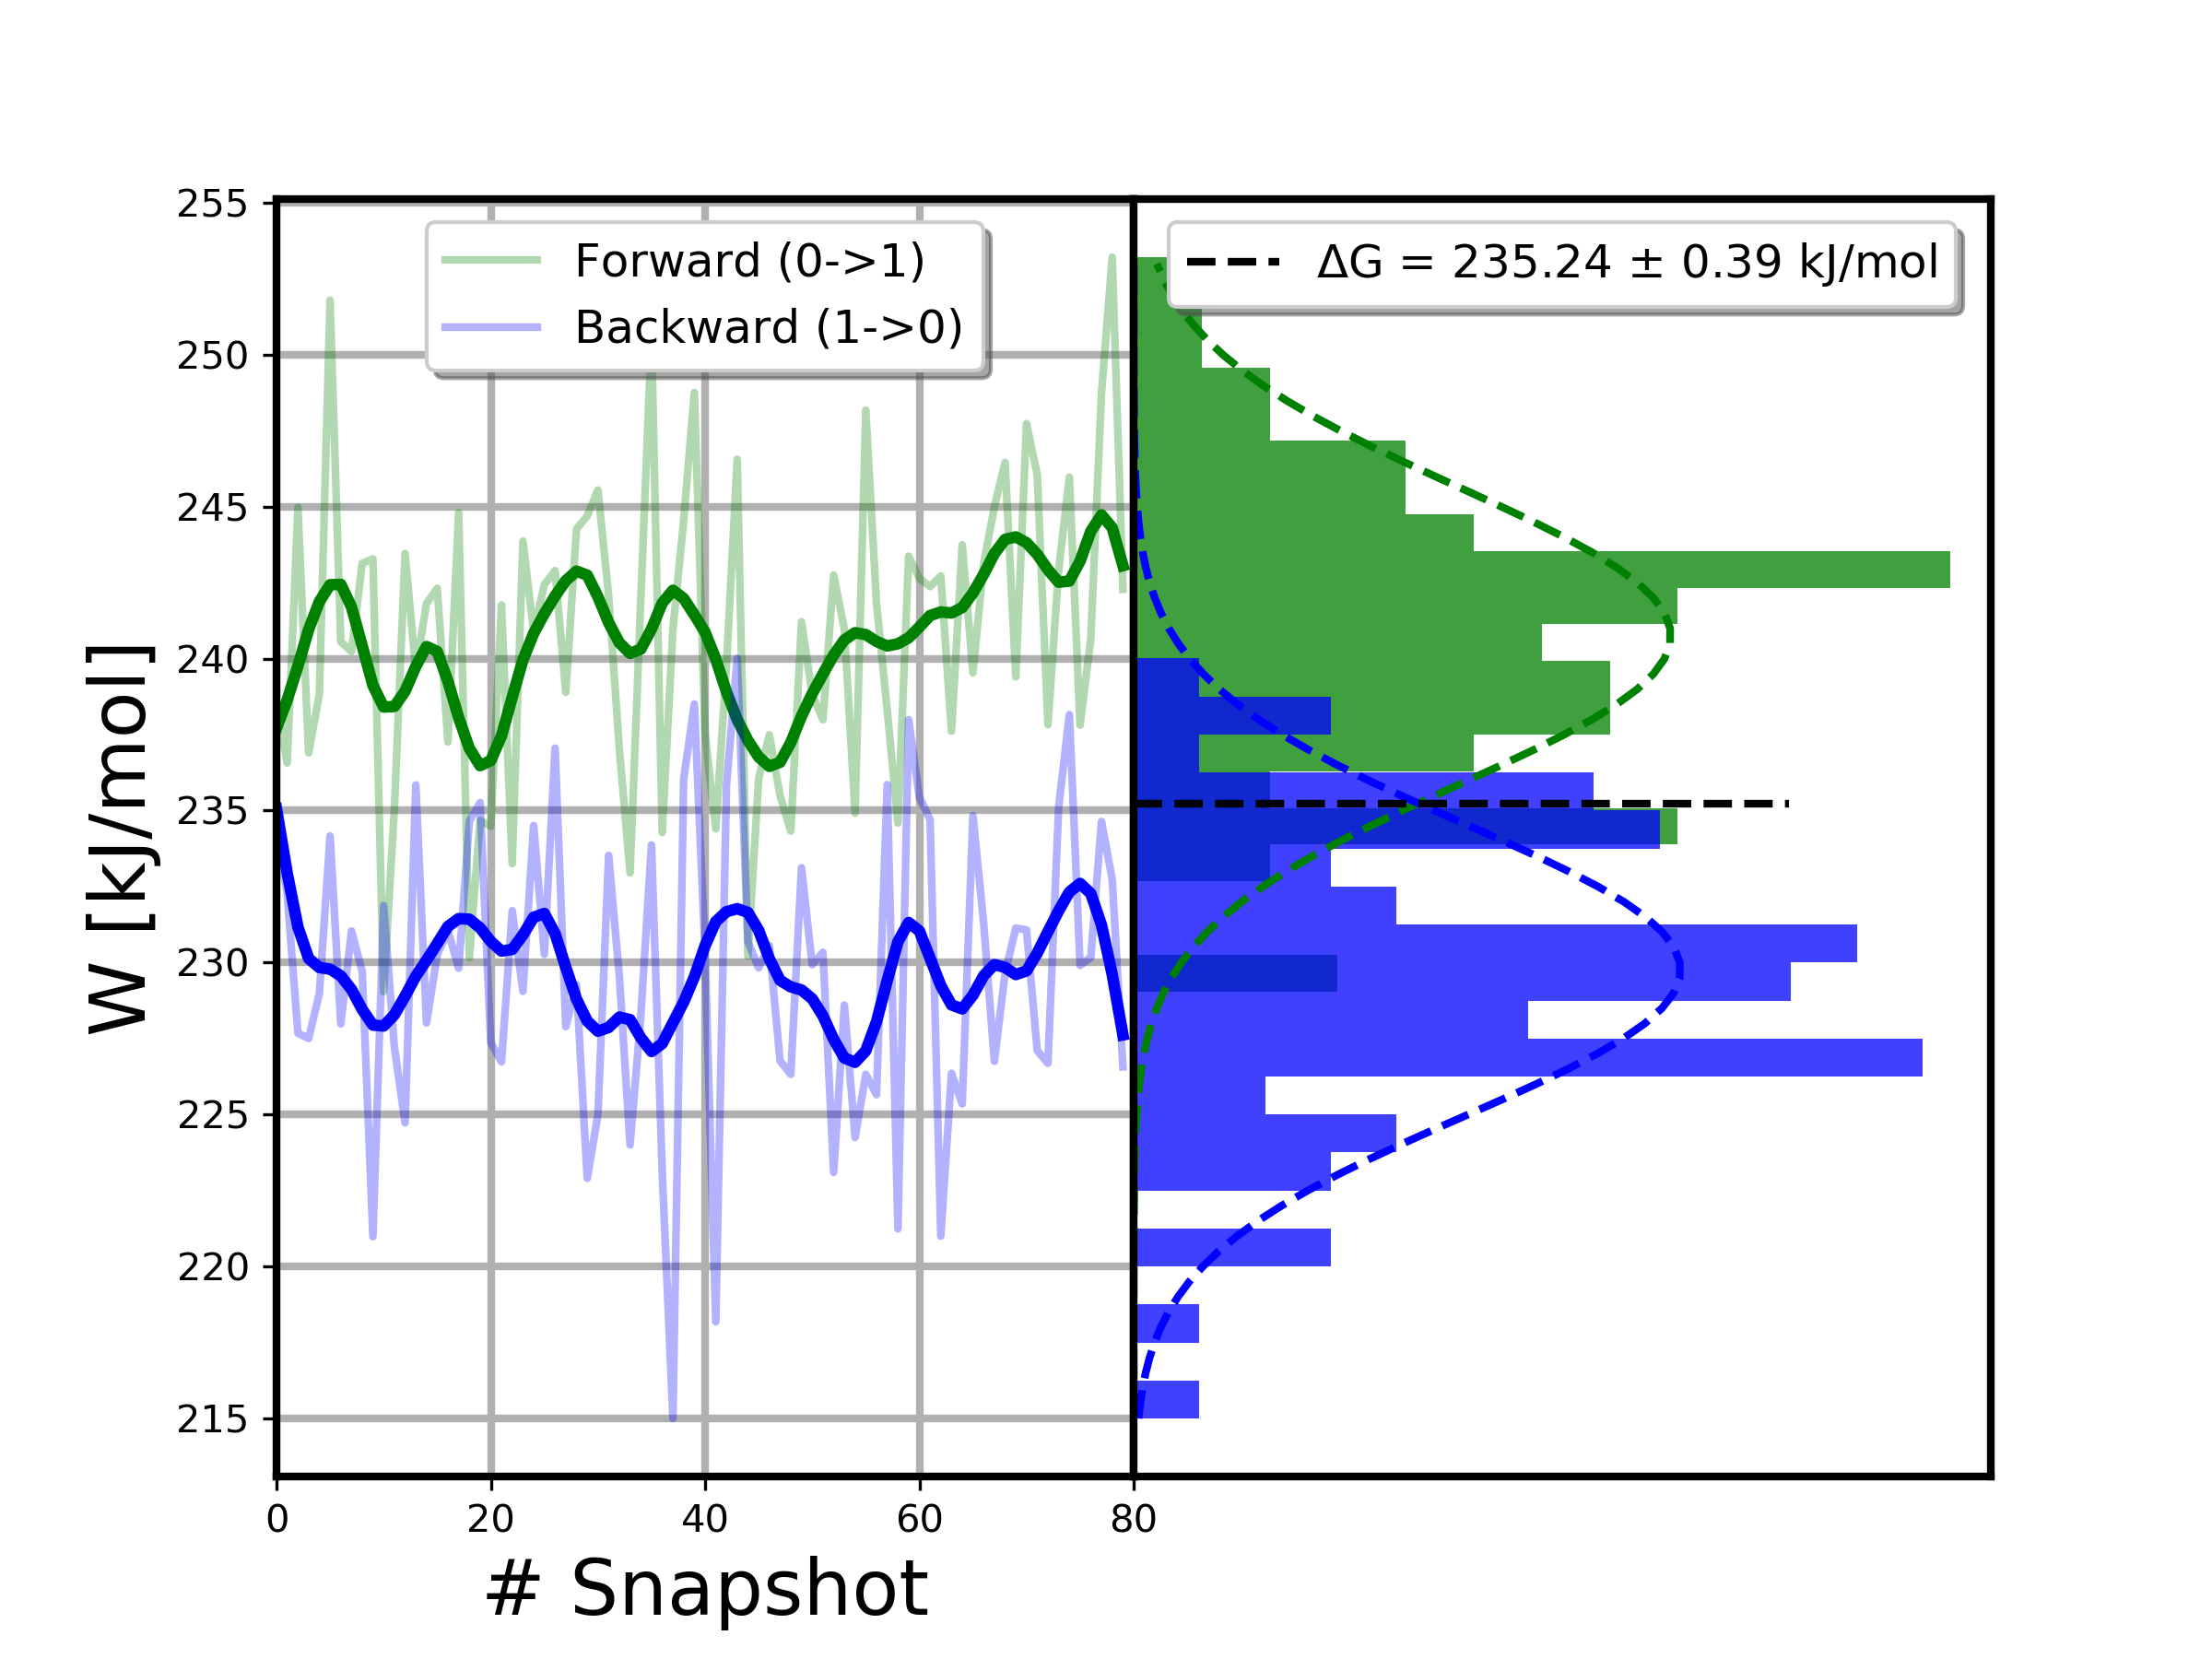 Forward (0->1)
Backward (1->0)
ΔG = 235.24 ± 0.39 kJ/mol
255
250
245
240
235
230
225
220
215
W [kJ/mol]
0
20
40
60
80
# Snapshot